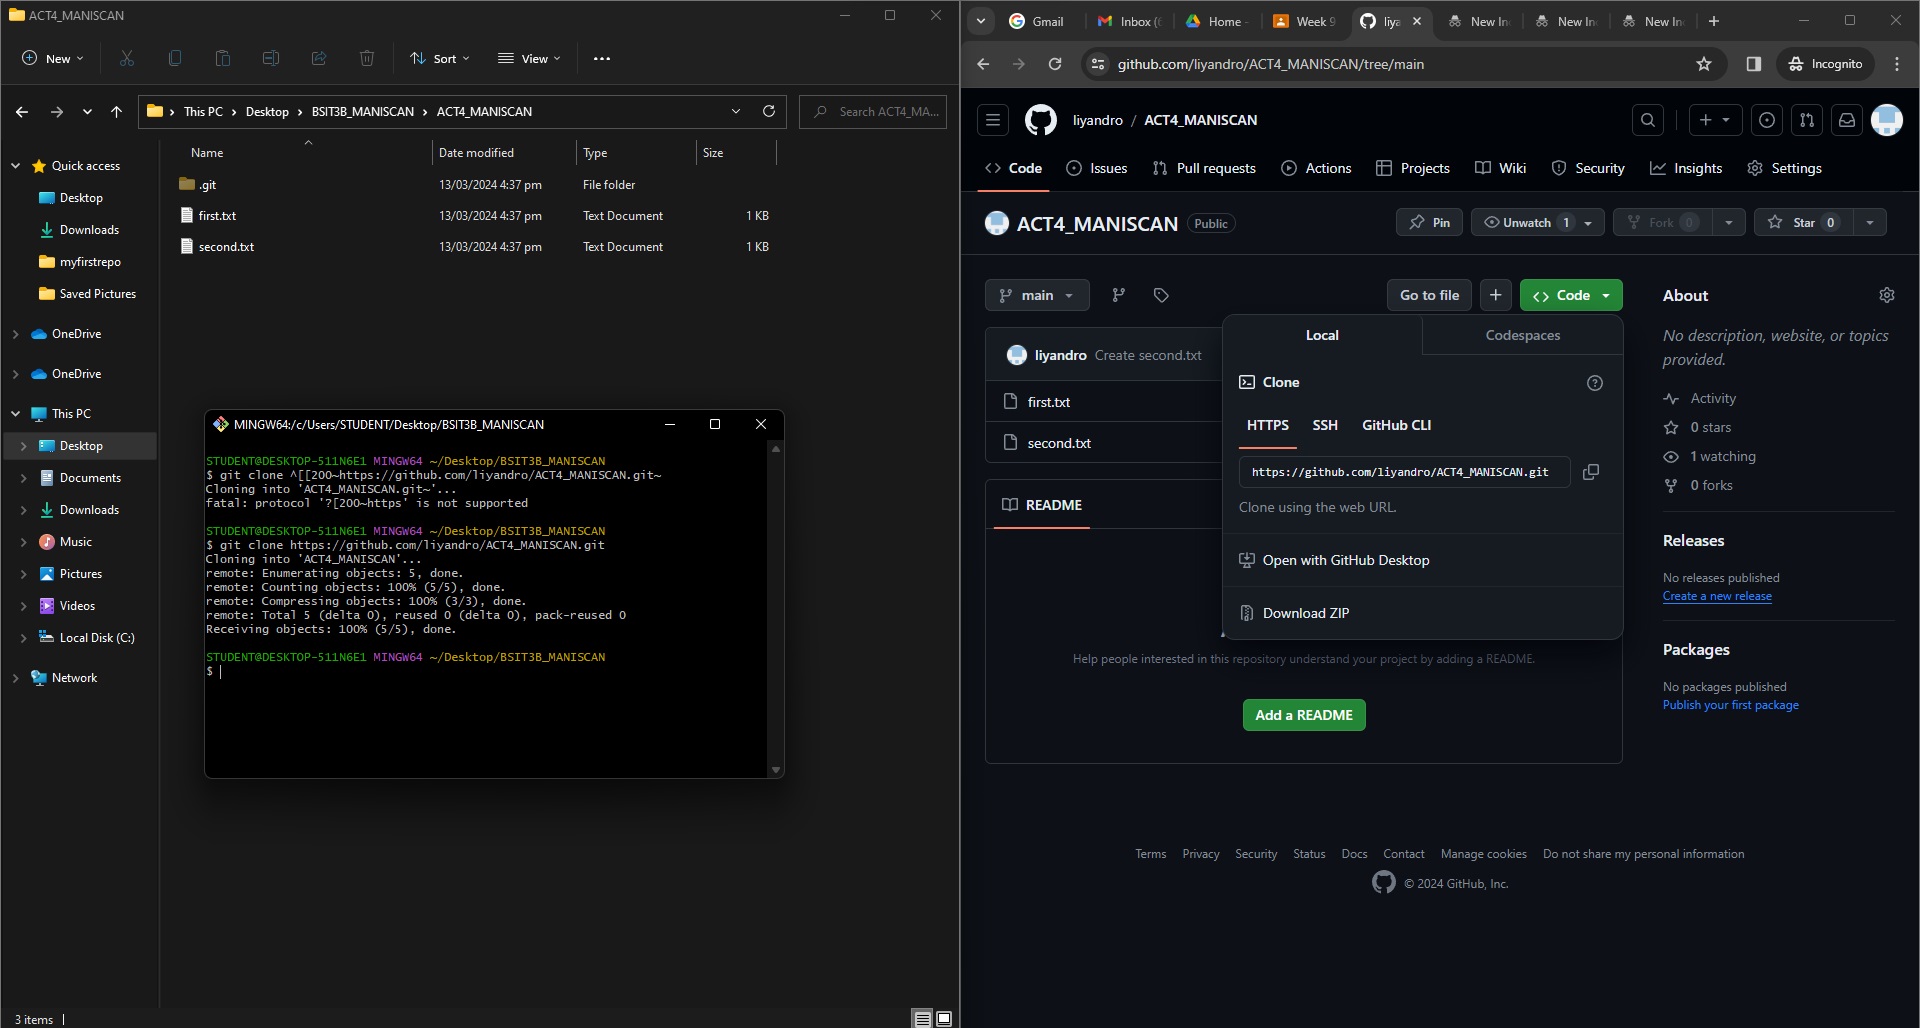 ACT4_MANISCAN
New
Sort
View
This PC > Desktop > BSIT3B_MANISCAN > ACT4_MANISCAN
Search ACT4_MA...
Name Date modified Type Size
.git 13/03/2024 4:37 pm File folder
first.txt 13/03/2024 4:37 pm Text Document 1 KB
second.txt 13/03/2024 4:37 pm Text Document 1 KB
Quick access
Desktop
Downloads
myfirstrepo
Saved Pictures
OneDrive
OneDrive
This PC
Desktop
Documents
Downloads
Music
Pictures
Videos
Local Disk (C:)
Network
3 items
MINGW64:/c/Users/STUDENT/Desktop/BSIT3B_MANISCAN
STUDENT@DESKTOP-511N6E1 MINGW64 ~/Desktop/BSIT3B_MANISCAN
$ git clone ^[[200~https://github.com/liyandro/ACT4_MANISCAN.git~
Cloning into 'ACT4_MANISCAN.git~'...
fatal: protocol '?[200~https' is not supported
STUDENT@DESKTOP-511N6E1 MINGW64 ~/Desktop/BSIT3B_MANISCAN
$ git clone https://github.com/liyandro/ACT4_MANISCAN.git
Cloning into 'ACT4_MANISCAN'...
remote: Enumerating objects: 5, done.
remote: Counting objects: 100% (5/5), done.
remote: Compressing objects: 100% (3/3), done.
remote: Total 5 (delta 0), reused 0 (delta 0), pack-reused 0
Receiving objects: 100% (5/5), done.
STUDENT@DESKTOP-511N6E1 MINGW64 ~/Desktop/BSIT3B_MANISCAN
$
Gmail
Inbox (
Home -
Week 9
liya
New In
New In
New In
github.com/liyandro/ACT4_MANISCAN/tree/main
Incognito
liyandro / ACT4_MANISCAN
Code
Issues
Pull requests
Actions
Projects
Wiki
Security
Insights
Settings
ACT4_MANISCAN Public
Pin
Unwatch 1
Fork 0
Star 0
main
Go to file
+
Code
liyandro Create second.txt
first.txt
second.txt
README
Local
Codespaces
Clone
HTTPS SSH GitHub CLI
https://github.com/liyandro/ACT4_MANISCAN.git
Clone using the web URL.
Open with GitHub Desktop
Download ZIP
Help people interested in this repository understand your project by adding a README.
Add a README
About
No description, website, or topics
provided.
Activity
0 stars
1 watching
0 forks
Releases
No releases published
Create a new release
Packages
No packages published
Publish your first package
Terms Privacy Security Status Docs Contact Manage cookies Do not share my personal information
© 2024 GitHub, Inc.